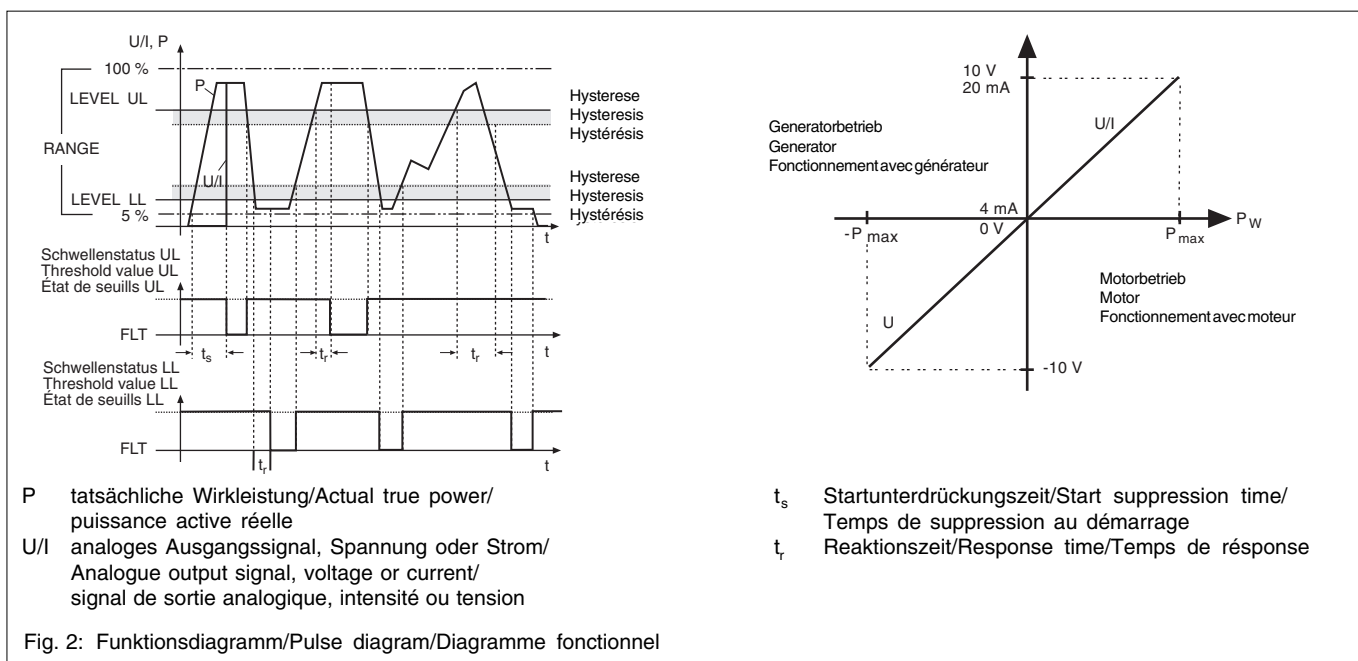 U/I, P
100 %
P
LEVEL UL
RANGE
U/I
LEVEL LL
5 %
t
Hysterese
Hysteresis
Hystérésis
Hysterese
Hysteresis
Hystérésis
Schwellenstatus UL
Threshold value UL
État de seuills UL
FLT
t
ts
tr
tr
Schwellenstatus LL
Threshold value LL
État de seuills LL
FLT
t
tr
10 V
20 mA
U/I
Generatorbetrieb
Generator
Fonctionnement avec générateur
4 mA
0 V
-P max
Pmax
PW
Motorbetrieb
Motor
Fonctionnement avec moteur
U
-10 V
P tatsächliche Wirkleistung/Actual true power/
puissance active réelle
U/I analoges Ausgangssignal, Spannung oder Strom/
Analogue output signal, voltage or current/
signal de sortie analogique, intensité ou tension
ts Startunterdrückungszeit/Start suppression time/
Temps de suppression au démarrage
tr Reaktionszeit/Response time/Temps de résponse
Fig. 2: Funktionsdiagramm/Pulse diagram/Diagramme fonctionnel